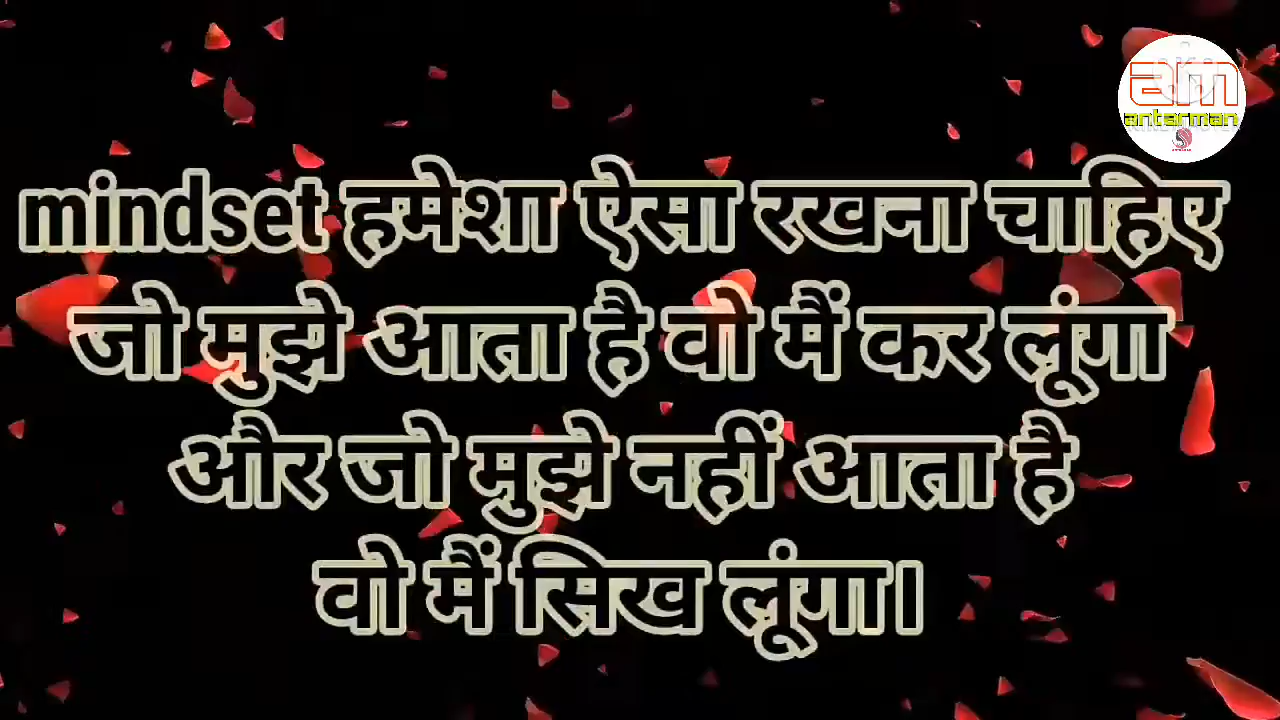 am
antarman
mindset हमेशा ऐसा रखना चाहिए
जो मुझे आता है वो मैं कर लूंगा
और जो मुझे नहीं आता है
वो मैं सिख लूंगा।